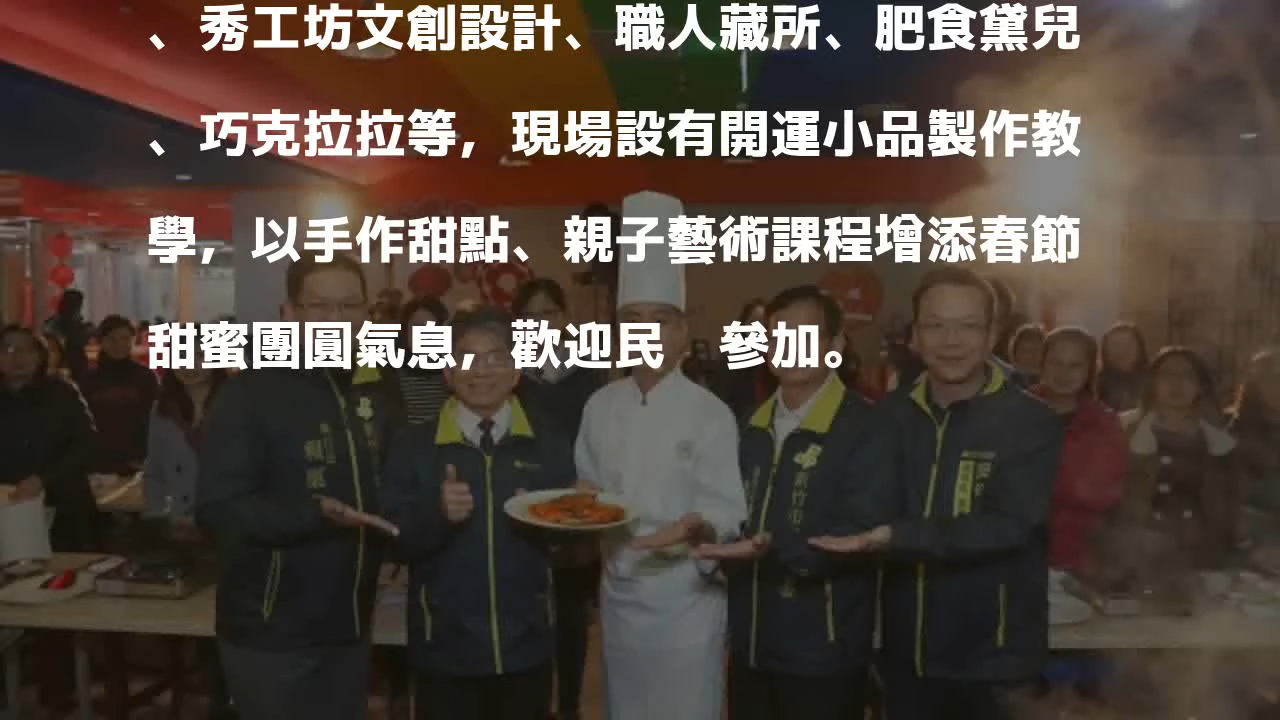 、秀工坊文創設計、職人藏所、肥食黛兒
、巧克拉拉等，現場設有開運小品製作教
學，以手作甜點、親子藝術課程增添春節
甜蜜團圓氣息，歡迎民　參加。
新竹市